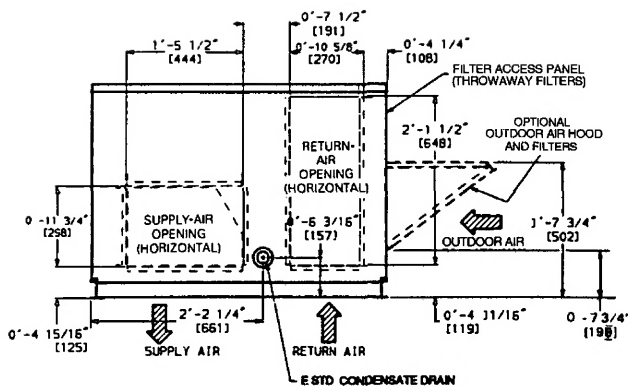 0'-7 1/2"
[191]
1'-5 1/2"
[444]
0'-10 5/8"
[270]
0'-4 1/4"
[108]
FILTER ACCESS PANEL
(THROWAWAY FILTERS)
OPTIONAL
OUTDOOR AIR HOOD
AND FILTERS
2'-1 1/2"
[648]
RETURN-
AIR
OPENING
(HORIZONTAL)
0 -11 3/4"
[298]
SUPPLY-AIR
OPENING
(HORIZONTAL)
0'-6 3/16"
[157]
OUTDOOR AIR
1'-7 3/4"
[502]
0'-4 15/16"
[125]
2'-2 1/4"
[661]
SUPPLY AIR
RETURN AIR
0'-4 11/16"
[119]
0 -7 3/4"
E STD CONDENSATE DRAIN